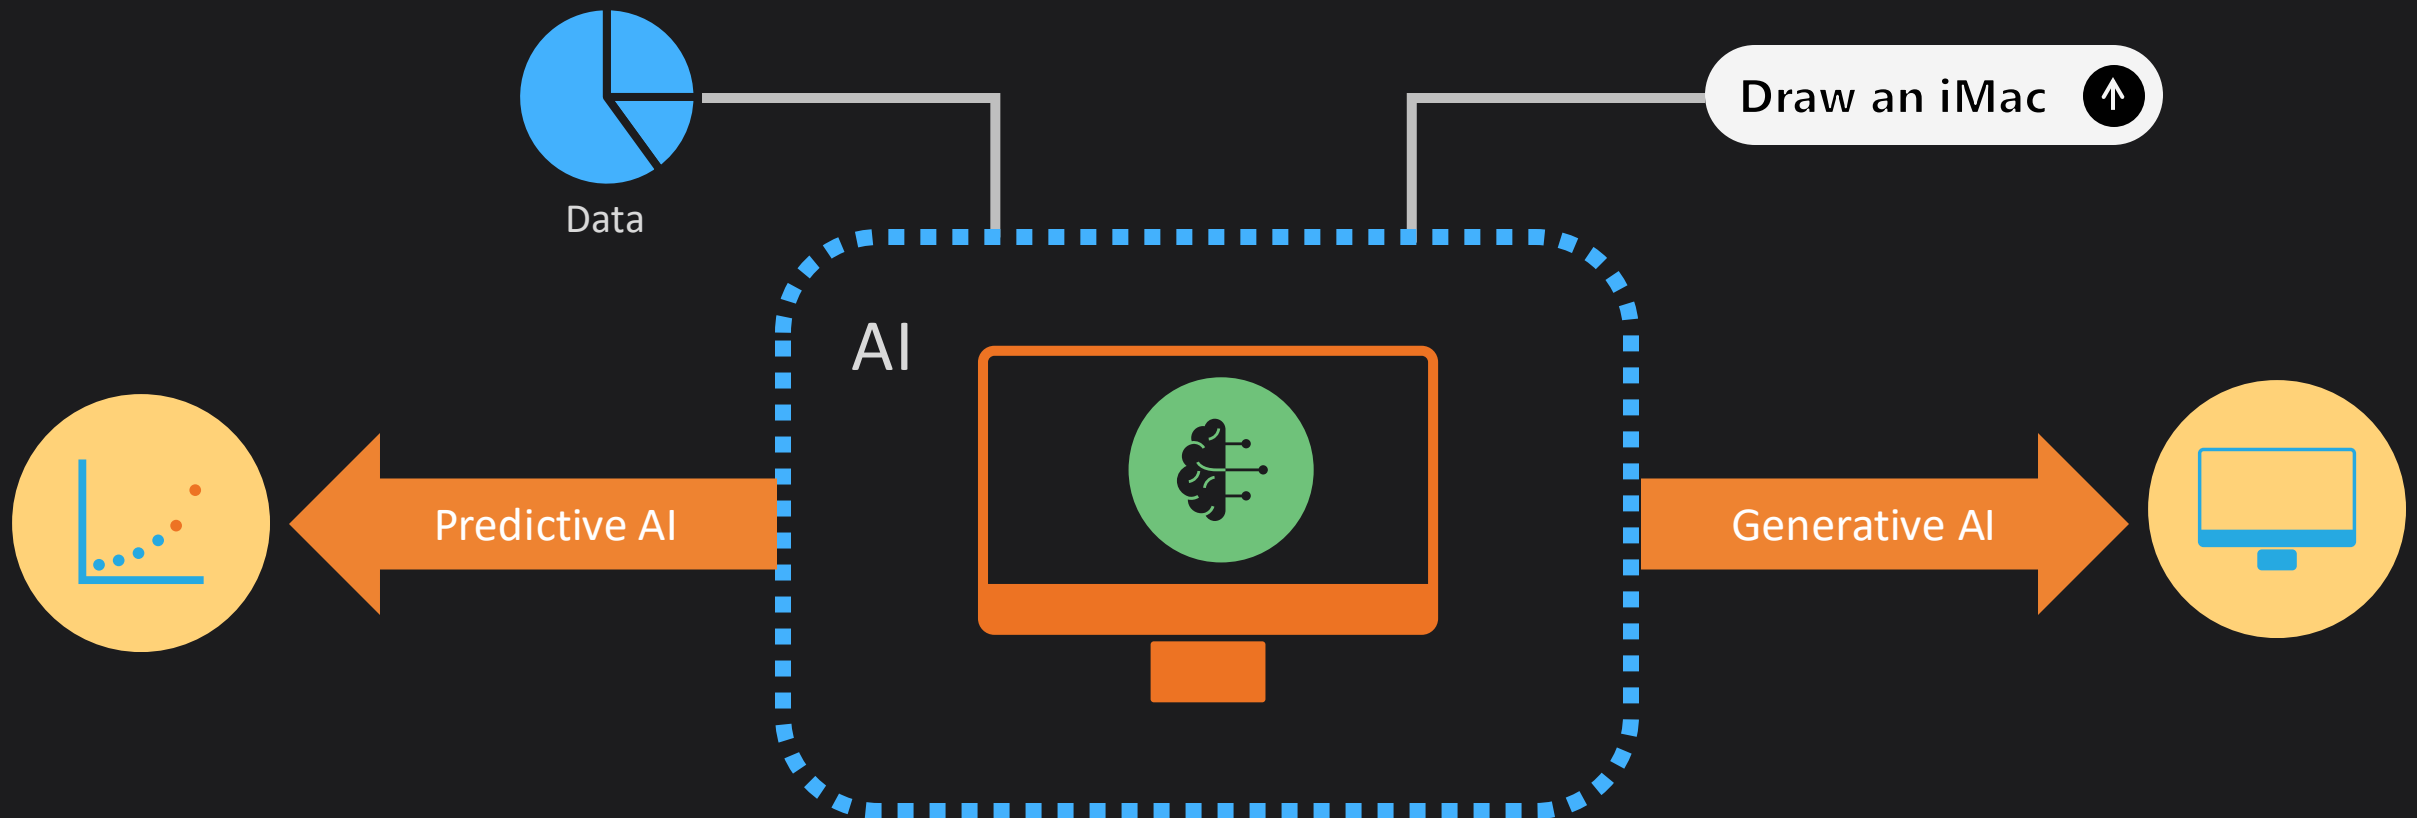 Draw an iMac
Data
AI
Predictive AI
Generative AI